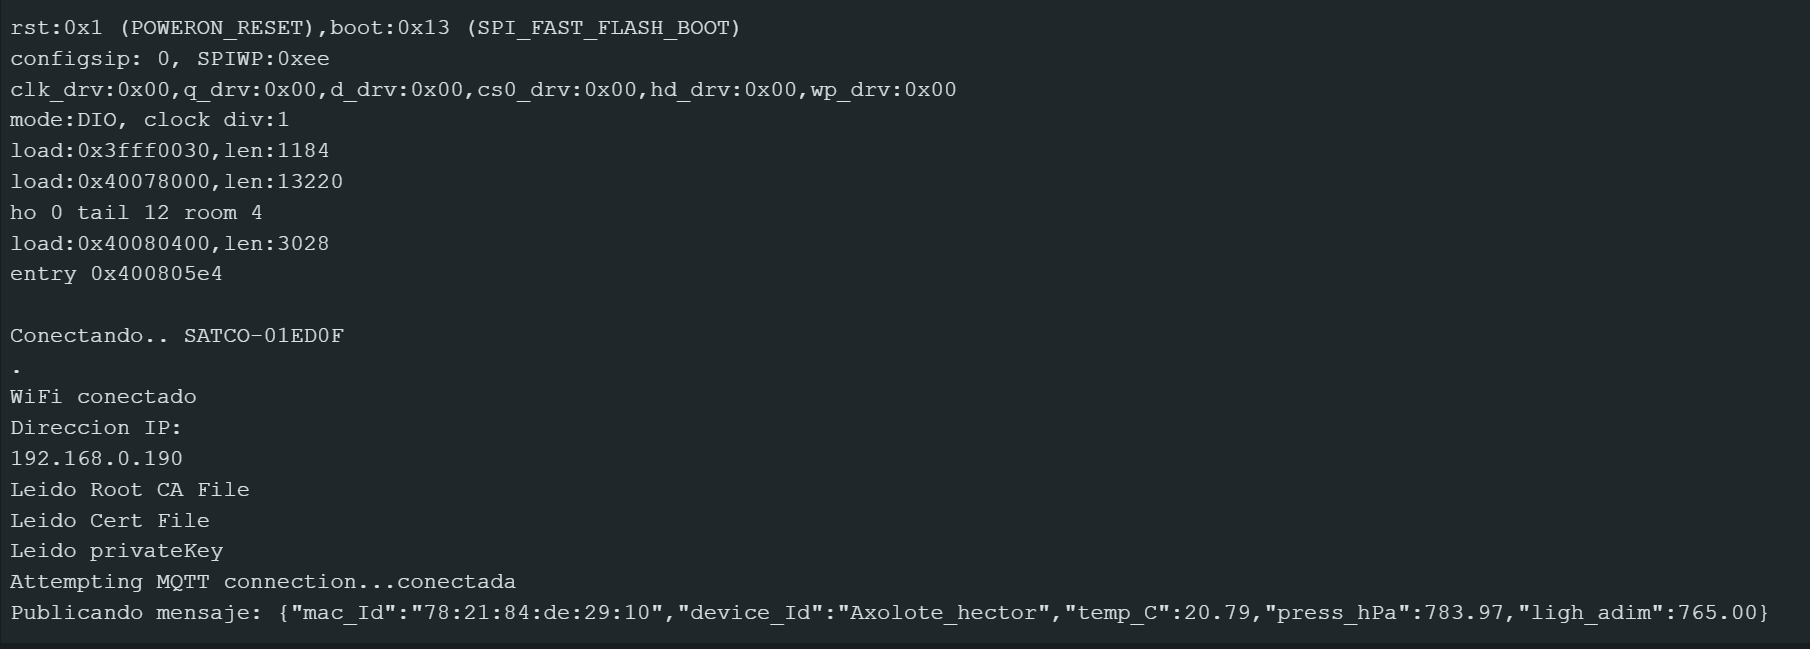 rst:0x1 (POWERON_RESET),boot:0x13 (SPI_FAST_FLASH_BOOT)
configsip: 0, SPIWP:0xee
clk_drv:0x00,q_drv:0x00,d_drv:0x00,cs0_drv:0x00,hd_drv:0x00,wp_drv:0x00
mode:DIO, clock div:1
load:0x3fff0030,len:1184
load:0x40078000,len:13220
ho 0 tail 12 room 4
load:0x40080400,len:3028
entry 0x400805e4
Conectando.. SATCO-01ED0F
.
WiFi conectado
Direccion IP:
192.168.0.190
Leido Root CA File
Leido Cert File
Leido privateKey
Attempting MQTT connection...conectada
Publicando mensaje: {"mac_Id":"78:21:84:de:29:10","device_Id":"Axolote_hector","temp_C":20.79,"press_hPa":783.97,"ligh_adim":765.00}